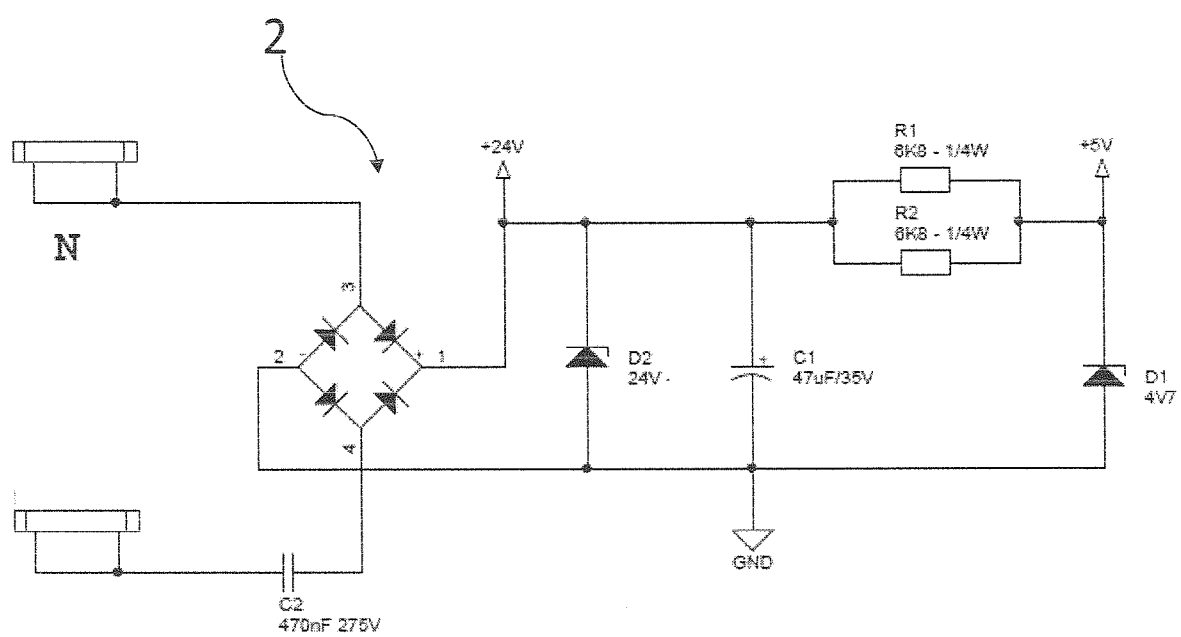 2
+24V
R1
6K8 - 1/4W
+5V
R2
6K8 - 1/4W
N
3
2
-
+
1
D2
24V -
C1
+
47uF/35V
D1
4V7
4
GND
C2
470nF 275V